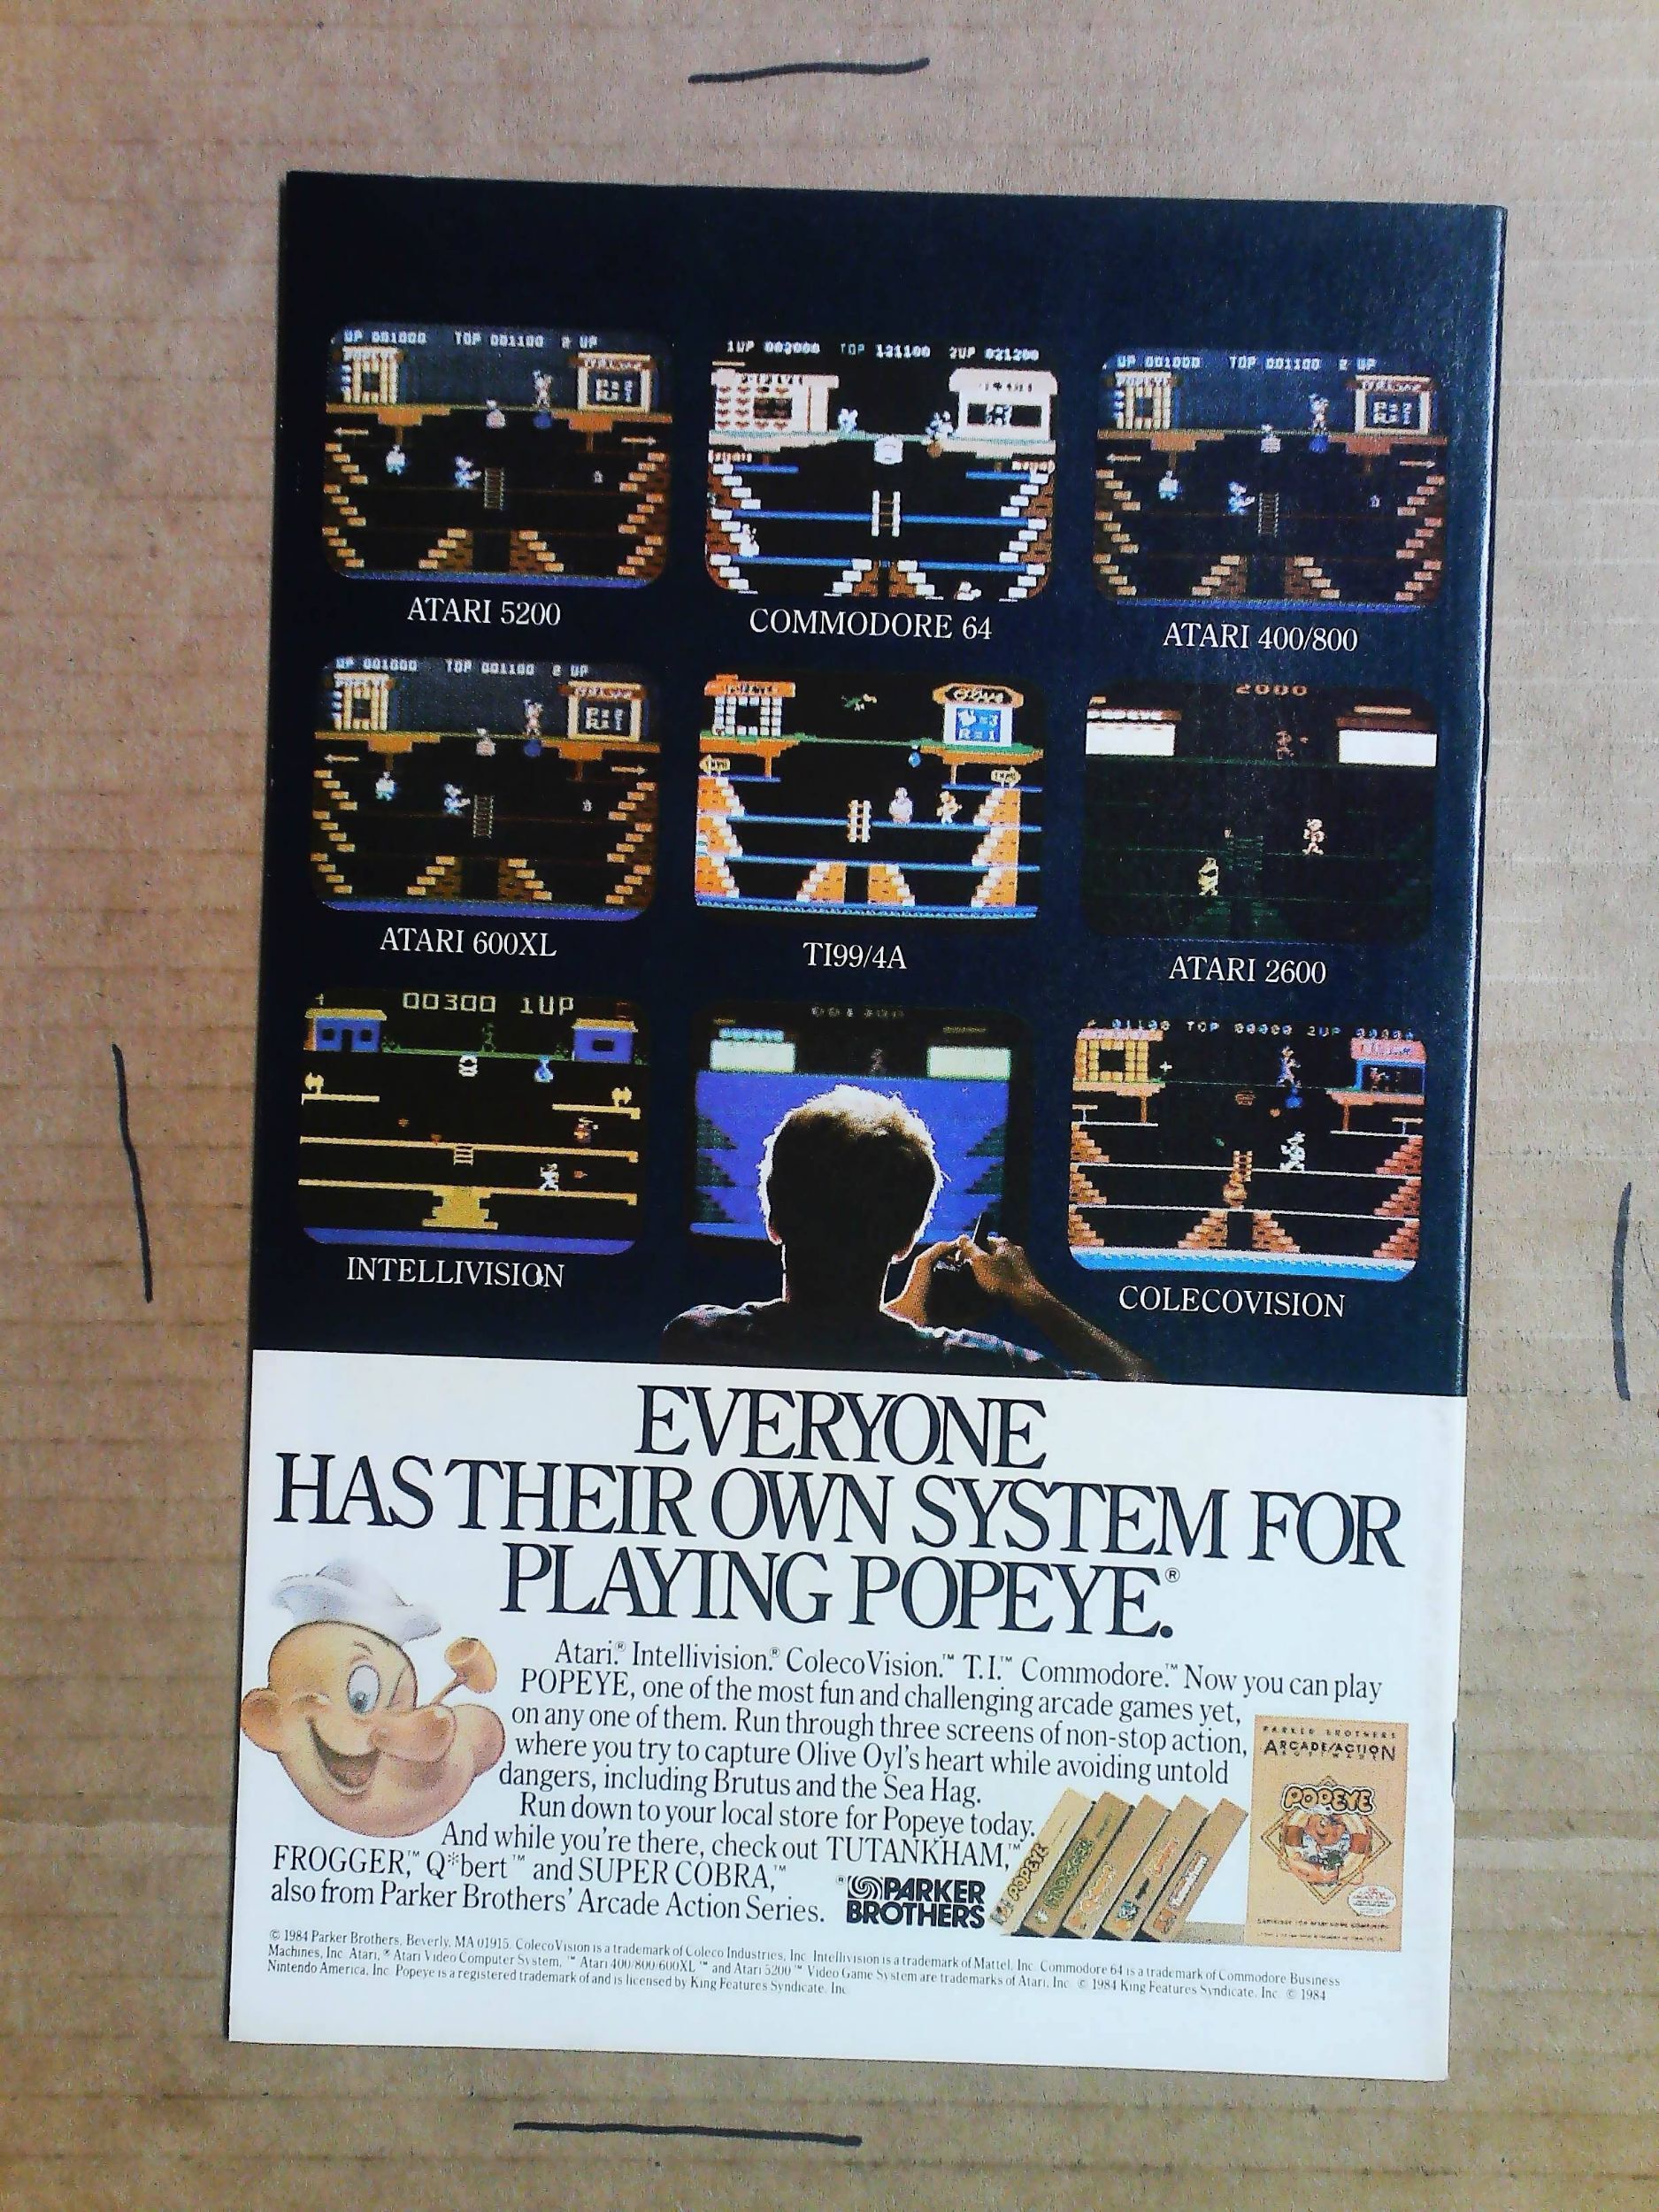 UP 001000 TOP 001100 2 UP
POPEYE
1UP 002000 TOP 121100 2UP 021200
UP 001000 TOP 001100 2 UP
POPEYE
ATARI 5200
COMMODORE 64
ATARI 400/800
UP 001000 TOP 001100 2 UP
Olive
=3
R=1
2000
ATARI 600XL
TI99/4A
ATARI 2600
00300 1UP
INTELLIVISION
COLECOVISION
EVERYONE
HAS THEIR OWN SYSTEM FOR
PLAYING POPEYE.®
Atari.® Intellivision.® ColecoVision.™ T.I.™ Commodore.™ Now you can play
POPEYE, one of the most fun and challenging arcade games yet,
on any one of them. Run through three screens of non-stop action,
where you try to capture Olive Oyl's heart while avoiding untold
dangers, including Brutus and the Sea Hag.
Run down to your local store for Popeye today.
And while you're there, check out TUTANKHAM,™
FROGGER,™ Q*bert™ and SUPER COBRA,™
also from Parker Brothers' Arcade Action Series.
PARKER
BROTHERS
POPEYE
FROGGER
PARKER BROTHERS
ARCADE/ACTION
SOFTWARE
POPEYE
© 1984 Parker Brothers, Beverly, MA 01915. ColecoVision is a trademark of Coleco Industries, Inc. Intellivision is a trademark of Mattel, Inc. Commodore 64 is a trademark of Commodore Business
Machines, Inc. Atari,® Atari Video Computer System,™ Atari 400/800/600XL™ and Atari 5200™ Video Game System are trademarks of Atari, Inc. © 1984 King Features Syndicate, Inc. © 1984
Nintendo America, Inc. Popeye is a registered trademark of and is licensed by King Features Syndicate, Inc.